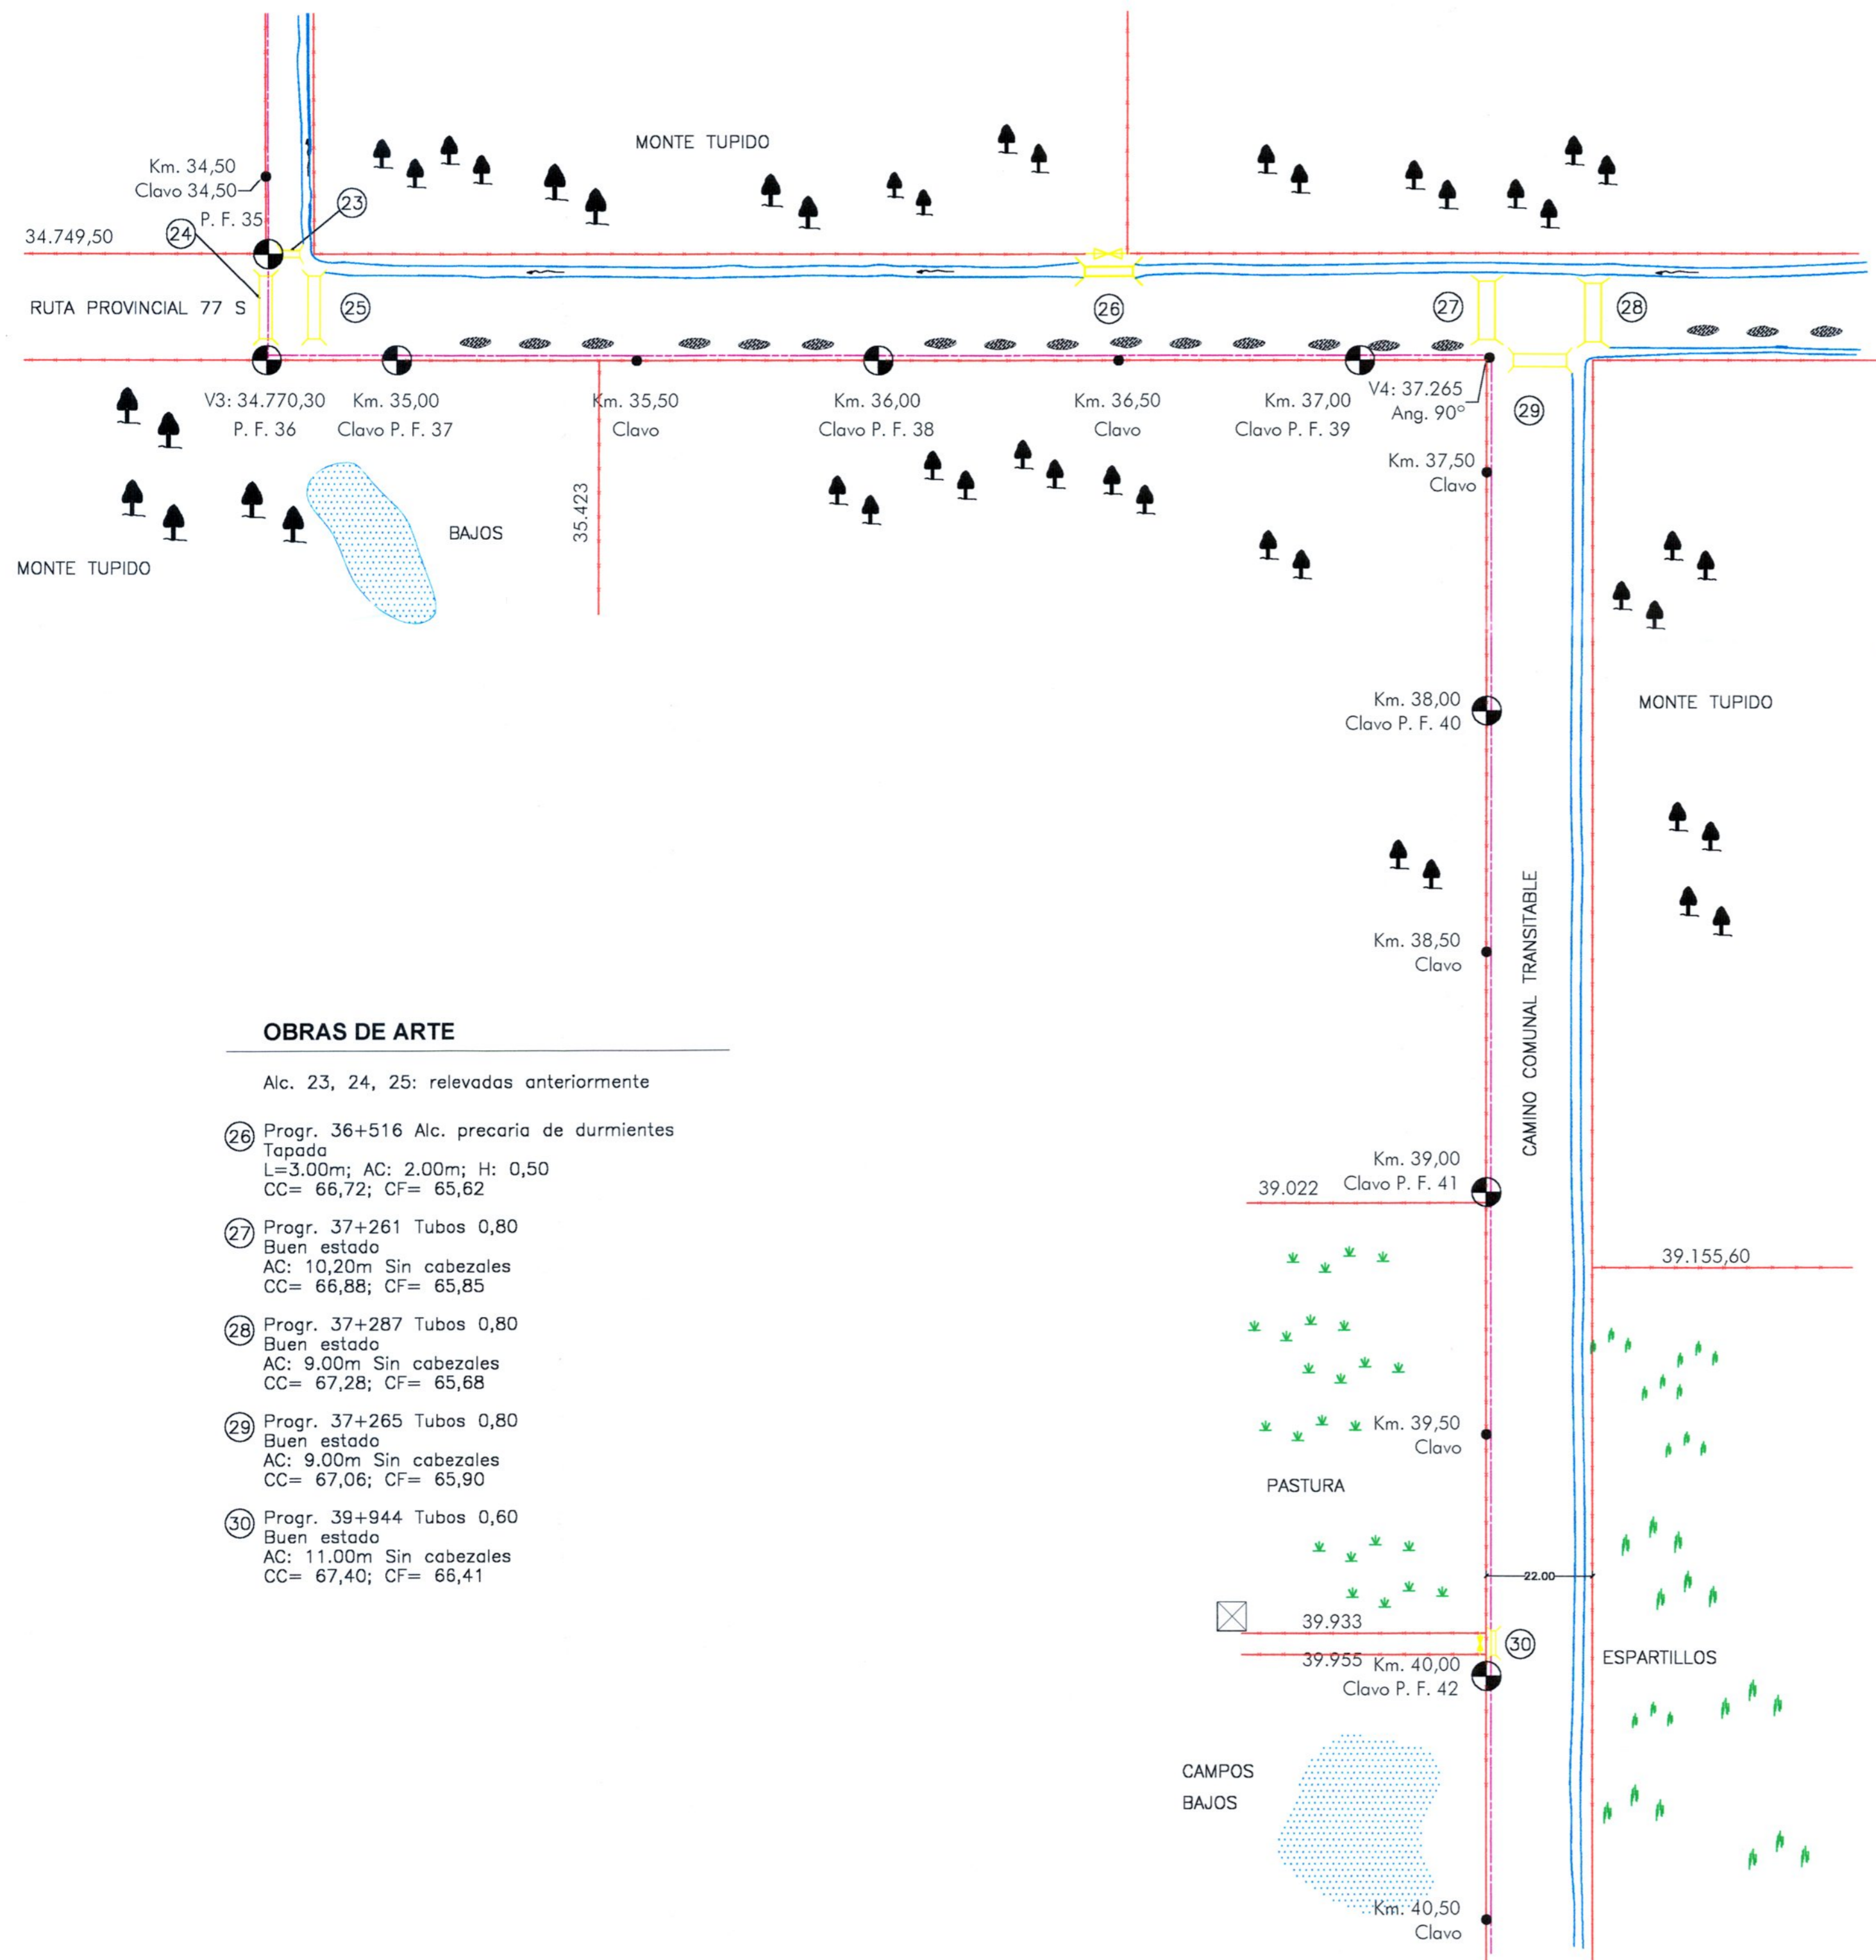 MONTE TUPIDO
Km. 34,50
Clavo 34,50
P. F. 35
23
24
34.749,50
RUTA PROVINCIAL 77 S
25
26
27
28
V3: 34.770,30
P. F. 36
Km. 35,00
Clavo P. F. 37
Km. 35,50
Clavo
Km. 36,00
Clavo P. F. 38
Km. 36,50
Clavo
Km. 37,00
Clavo P. F. 39
V4: 37.265
Ang. 90°
29
Km. 37,50
Clavo
35.423
BAJOS
MONTE TUPIDO
Km. 38,00
Clavo P. F. 40
MONTE TUPIDO
Km. 38,50
Clavo
CAMINO COMUNAL TRANSITABLE
OBRAS DE ARTE
Alc. 23, 24, 25: relevadas anteriormente
26 Progr. 36+516 Alc. precaria de durmientes
Tapada
L=3.00m; AC: 2.00m; H: 0,50
CC= 66,72; CF= 65,62
27 Progr. 37+261 Tubos 0,80
Buen estado
AC: 10,20m Sin cabezales
CC= 66,88; CF= 65,85
28 Progr. 37+287 Tubos 0,80
Buen estado
AC: 9.00m Sin cabezales
CC= 67,28; CF= 65,68
29 Progr. 37+265 Tubos 0,80
Buen estado
AC: 9.00m Sin cabezales
CC= 67,06; CF= 65,90
30 Progr. 39+944 Tubos 0,60
Buen estado
AC: 11.00m Sin cabezales
CC= 67,40; CF= 66,41
Km. 39,00
Clavo P. F. 41
39.022
39.155,60
Km. 39,50
Clavo
PASTURA
22.00
39.933
30
39.955
Km. 40,00
Clavo P. F. 42
ESPARTILLOS
CAMPOS
BAJOS
Km. 40,50
Clavo